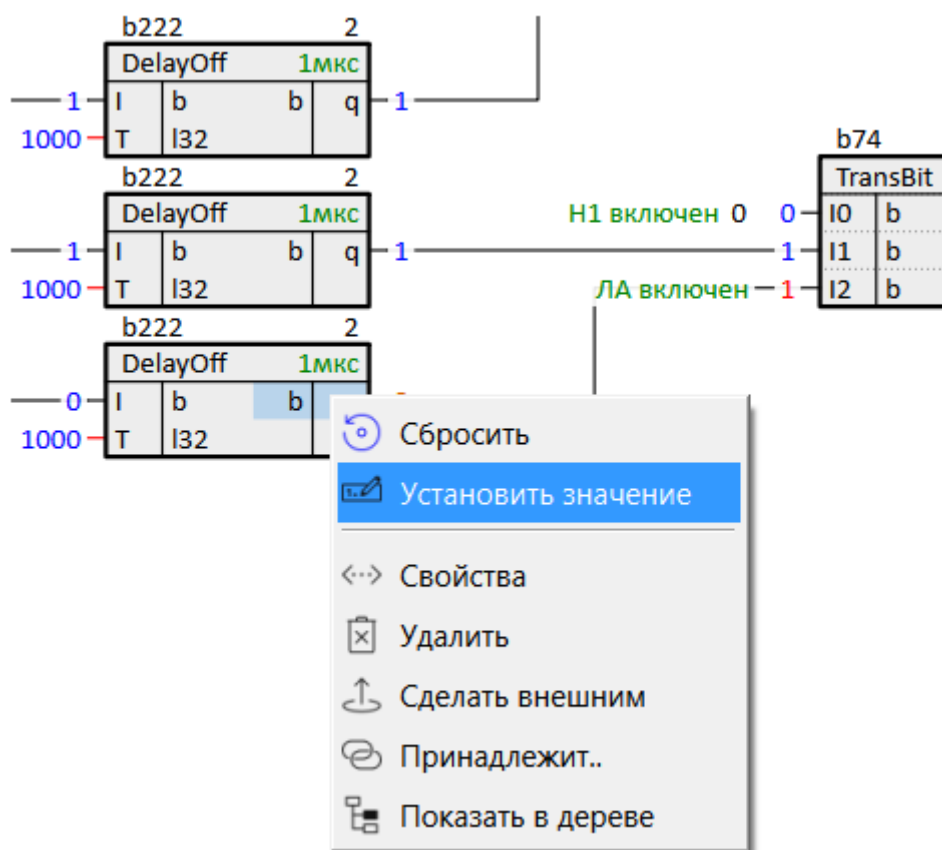 b222 2
DelayOff 1мкс
1 I b b q 1
1000 T I32
b222 2
DelayOff 1мкс
1 I b b q 1
1000 T I32
b222 2
DelayOff 1мкс
0 I b b
1000 T I32
b74
TransBit
Н1 включен 0 0 I0 b
1 I1 b
ЛА включен 1 I2 b
Сбросить
Установить значение
Свойства
Удалить
Сделать внешним
Принадлежит..
Показать в дереве